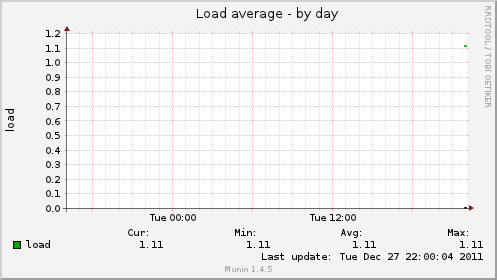 Load average - by day
RRDTOOL / TOBI OETIKER
load
1.2
1.1
1.0
0.9
0.8
0.7
0.6
0.5
0.4
0.3
0.2
0.1
0.0
Tue 00:00 Tue 12:00
Cur: Min: Avg: Max:
load 1.11 1.11 1.11 1.11
Last update: Tue Dec 27 22:00:04 2011
Munin 1.4.5